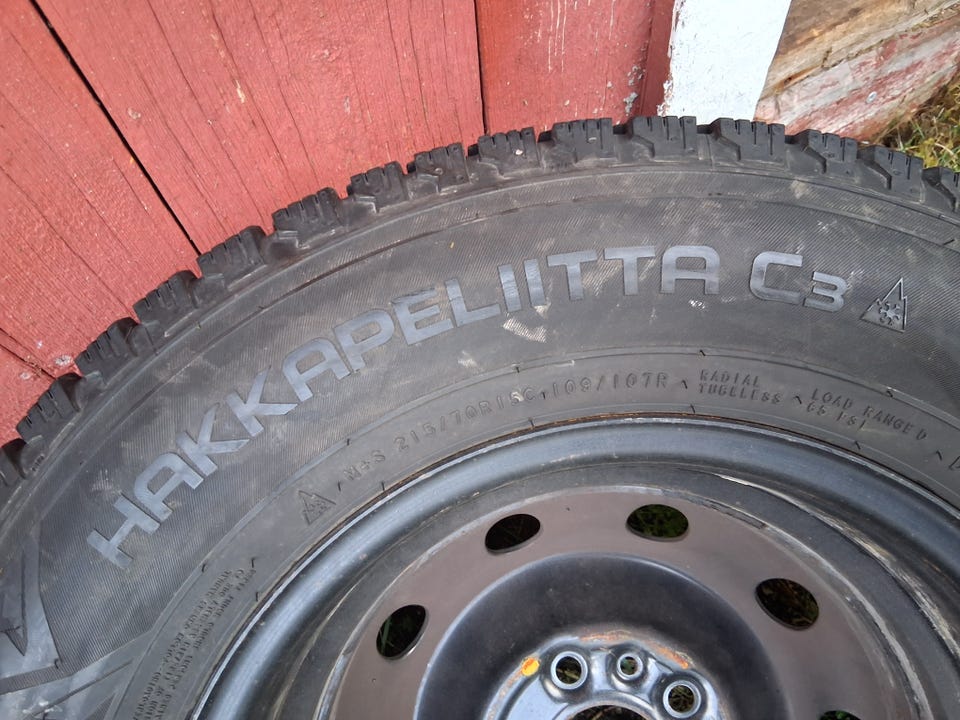 HAKKAPELIITTA C3
M+S 215/70R15C 109/107R
RADIAL
TUBELESS
LOAD RANGE D
65 PSI